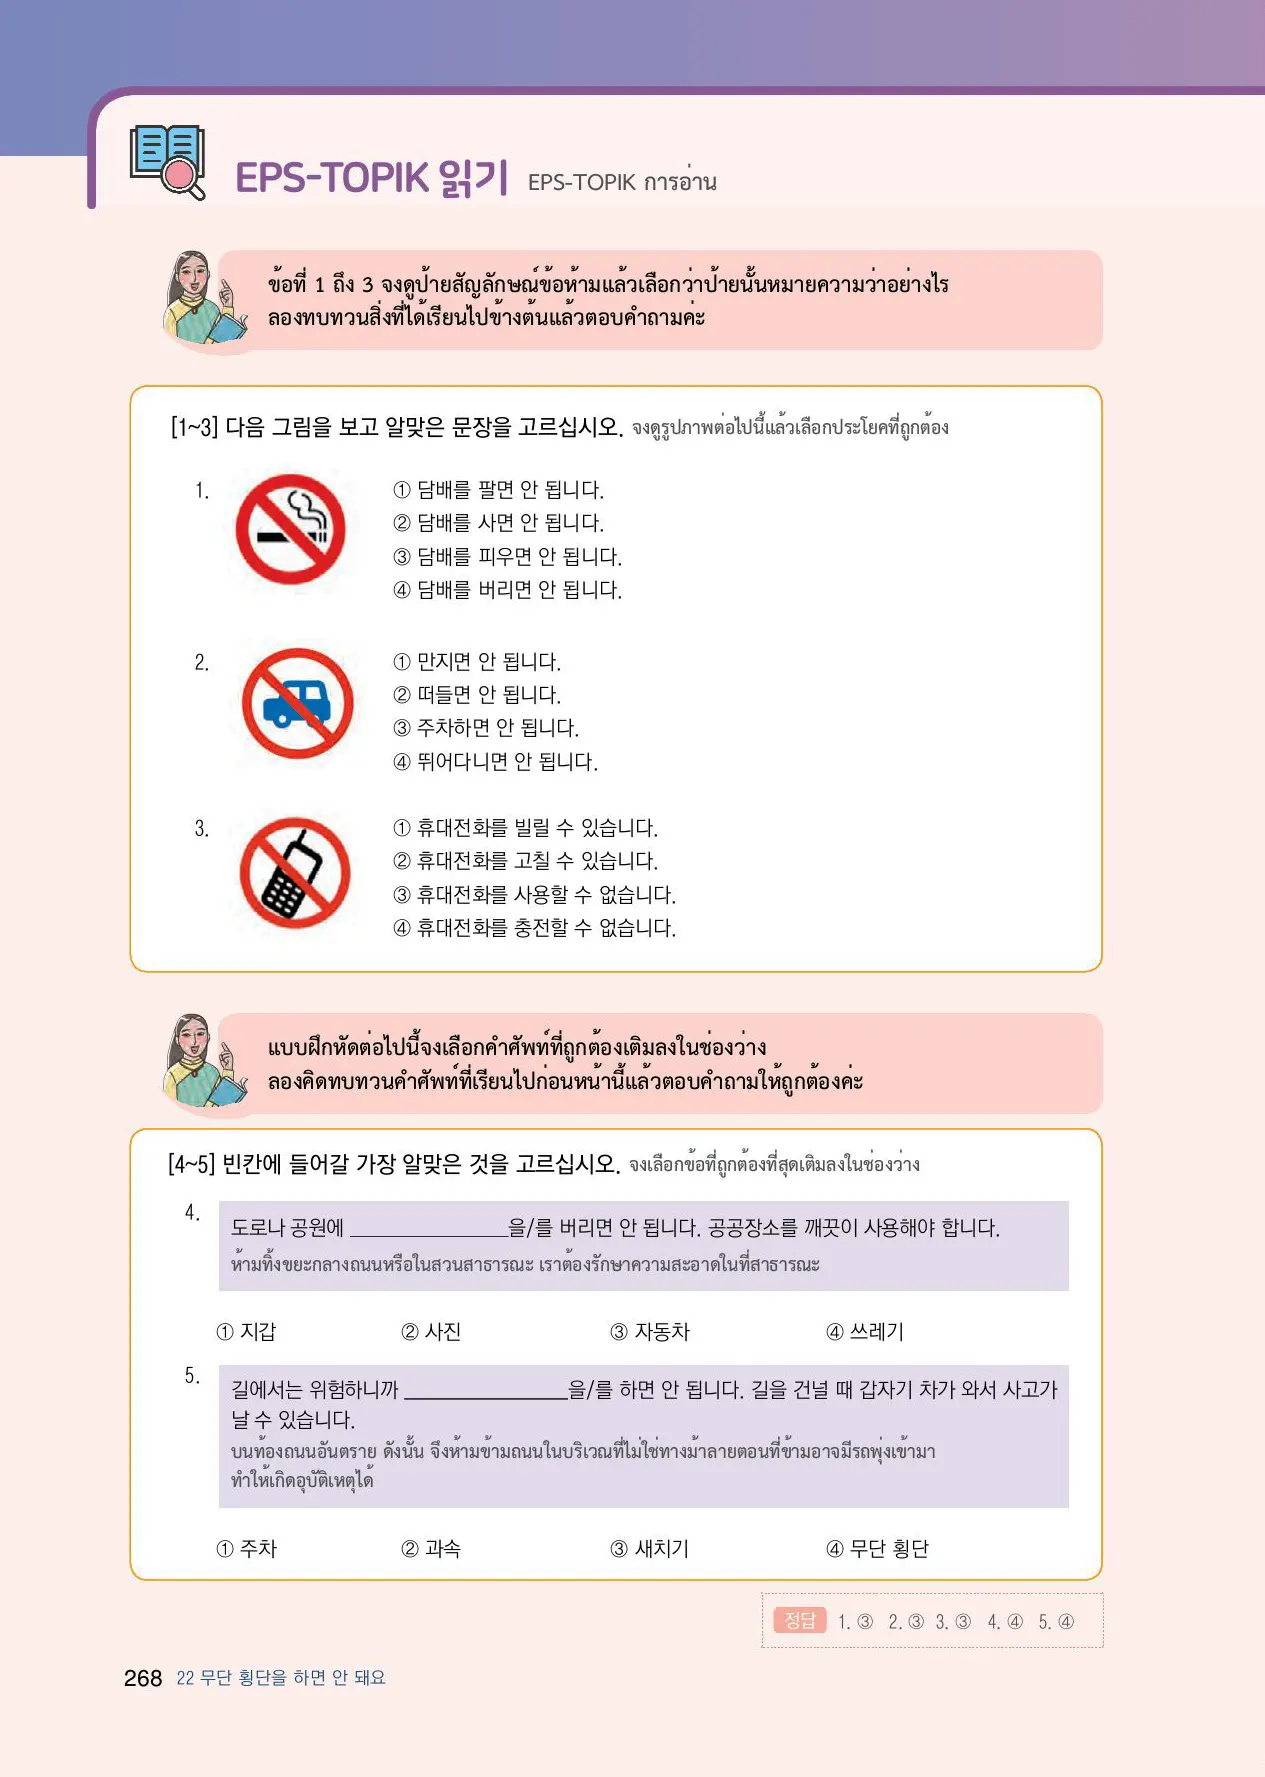 EPS-TOPIK 읽기 EPS-TOPIK การอ่าน
ข้อที่ 1 ถึง 3 จงดูป้ายสัญลักษณ์ข้อห้ามแล้วเลือกว่าป้ายนั้นหมายความว่าอย่างไร
ลองทบทวนสิ่งที่ได้เรียนไปข้างต้นแล้วตอบคำถามค่ะ
[1~3] 다음 그림을 보고 알맞은 문장을 고르십시오. จงดูรูปภาพต่อไปนี้แล้วเลือกประโยคที่ถูกต้อง
1.
① 담배를 팔면 안 됩니다.
② 담배를 사면 안 됩니다.
③ 담배를 피우면 안 됩니다.
④ 담배를 버리면 안 됩니다.
2.
① 만지면 안 됩니다.
② 떠들면 안 됩니다.
③ 주차하면 안 됩니다.
④ 뛰어다니면 안 됩니다.
3.
① 휴대전화를 빌릴 수 있습니다.
② 휴대전화를 고칠 수 있습니다.
③ 휴대전화를 사용할 수 없습니다.
④ 휴대전화를 충전할 수 없습니다.
แบบฝึกหัดต่อไปนี้จงเลือกคำศัพท์ที่ถูกต้องเติมลงในช่องว่าง
ลองคิดทบทวนคำศัพท์ที่เรียนไปก่อนหน้านี้แล้วตอบคำถามให้ถูกต้องค่ะ
[4~5] 빈칸에 들어갈 가장 알맞은 것을 고르십시오. จงเลือกข้อที่ถูกต้องที่สุดเติมลงในช่องว่าง
4.
도로나 공원에 ________________을/를 버리면 안 됩니다. 공공장소를 깨끗이 사용해야 합니다.
ห้ามทิ้งขยะกลางถนนหรือในสวนสาธารณะ เราต้องรักษาความสะอาดในที่สาธารณะ
① 지갑 ② 사진 ③ 자동차 ④ 쓰레기
5.
길에서는 위험하니까 ________________을/를 하면 안 됩니다. 길을 건널 때 갑자기 차가 와서 사고가
날 수 있습니다.
บนท้องถนนอันตราย ดังนั้น จึงห้ามข้ามถนนในบริเวณที่ไม่ใช่ทางม้าลายตอนที่ข้ามอาจมีรถพุ่งเข้ามา
ทำให้เกิดอุบัติเหตุได้
① 주차 ② 과속 ③ 새치기 ④ 무단 횡단
정답 1. ③ 2. ③ 3. ③ 4. ④ 5. ④
268 22 무단 횡단을 하면 안 돼요